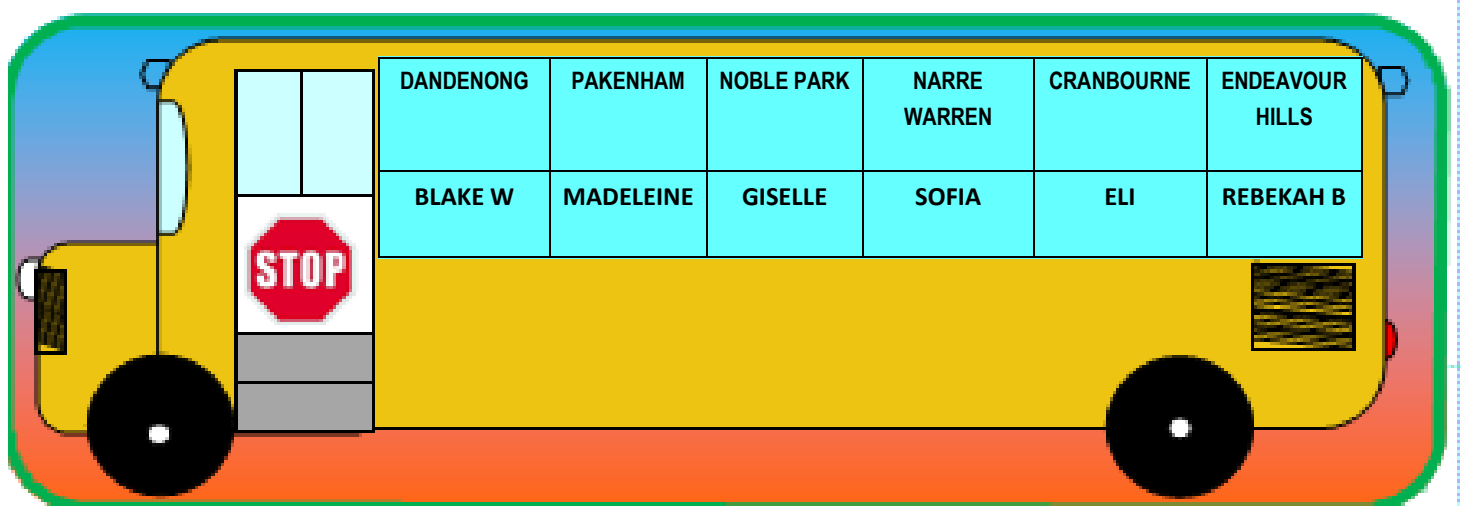 DANDENONG PAKENHAM NOBLE PARK NARRE WARREN CRANBOURNE ENDEAVOUR HILLS
BLAKE W MADELEINE GISELLE SOFIA ELI REBEKAH B
STOP